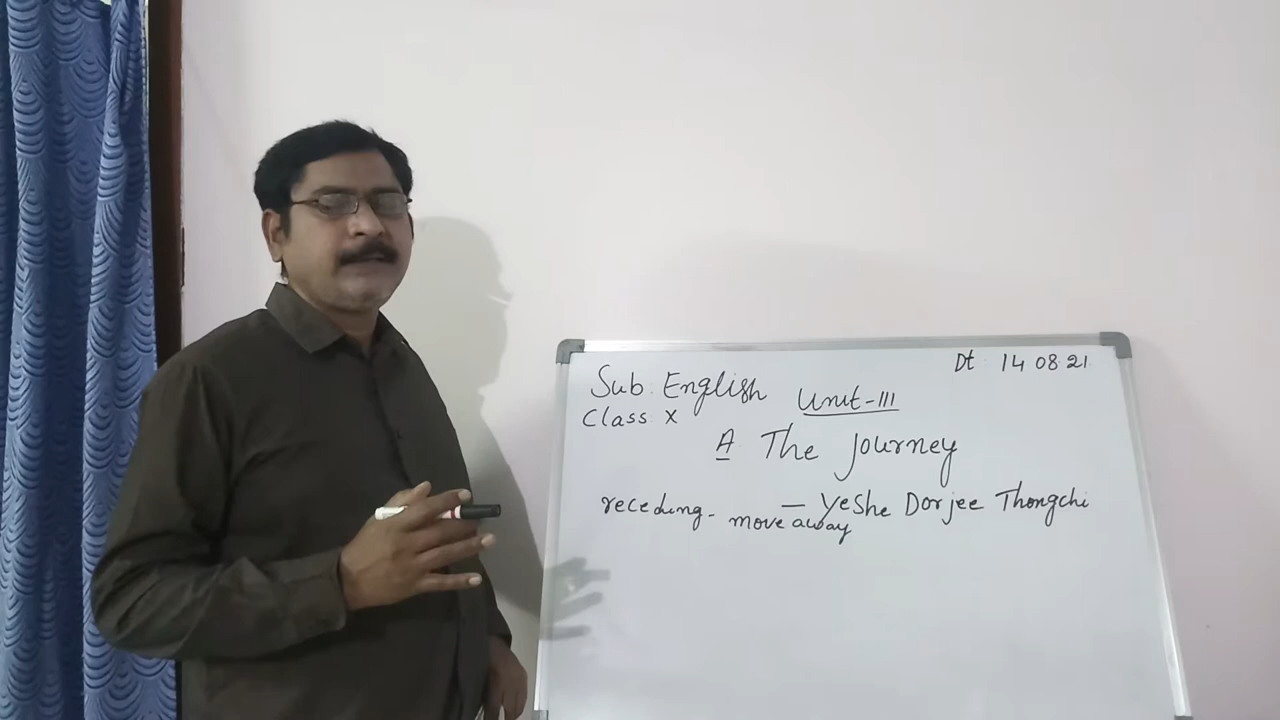 Dt: 14 08 21
Sub: English Unit-III
Class X
A The Journey
— Yeshe Dorjee Thongchi
receding - move away